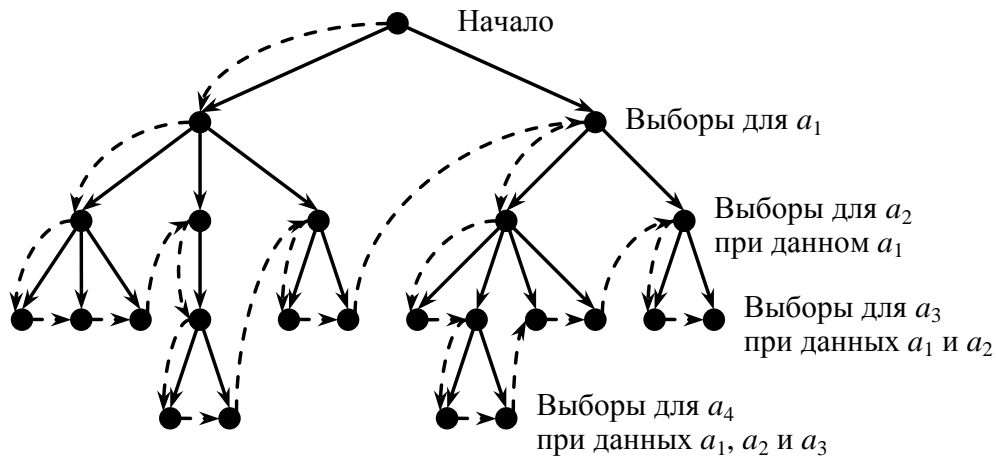 Начало
Выборы для a₁
Выборы для a₂
при данном a₁
Выборы для a₃
при данных a₁ и a₂
Выборы для a₄
при данных a₁, a₂ и a₃